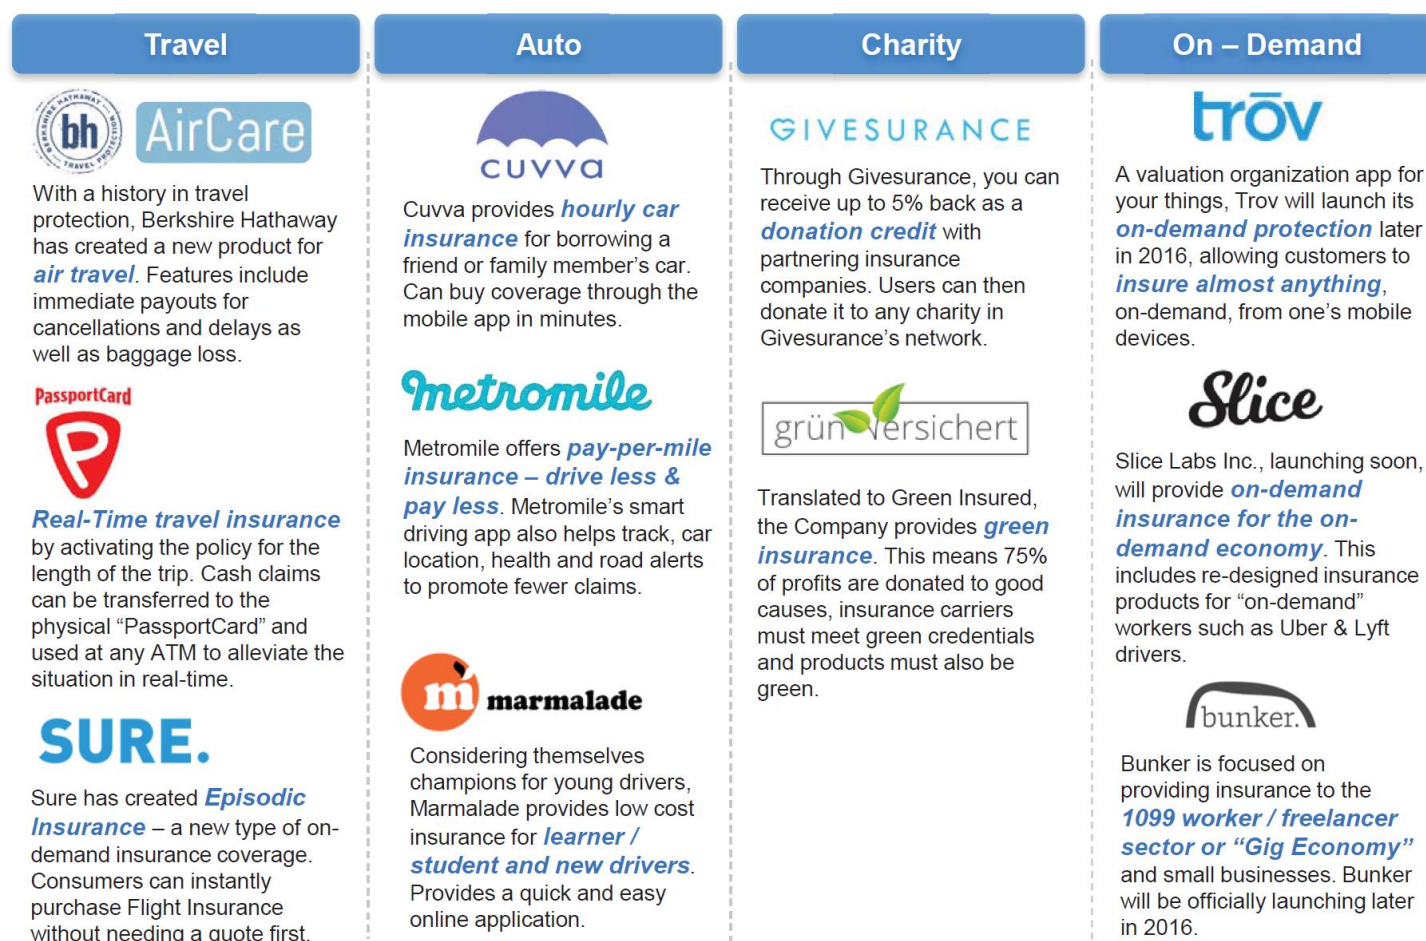 Travel
BERKSHIRE HATHAWAY
bh
TRAVEL PROTECTION
AirCare
With a history in travel
protection, Berkshire Hathaway
has created a new product for
air travel. Features include
immediate payouts for
cancellations and delays as
well as baggage loss.
PassportCard
P
Real-Time travel insurance
by activating the policy for the
length of the trip. Cash claims
can be transferred to the
physical “PassportCard” and
used at any ATM to alleviate the
situation in real-time.
SURE.
Sure has created Episodic
Insurance – a new type of on-
demand insurance coverage.
Consumers can instantly
purchase Flight Insurance
without needing a quote first.
Auto
cuvva
Cuvva provides hourly car
insurance for borrowing a
friend or family member’s car.
Can buy coverage through the
mobile app in minutes.
metromile
Metromile offers pay-per-mile
insurance – drive less &
pay less. Metromile’s smart
driving app also helps track, car
location, health and road alerts
to promote fewer claims.
m marmalade
Considering themselves
champions for young drivers,
Marmalade provides low cost
insurance for learner /
student and new drivers.
Provides a quick and easy
online application.
Charity
GIVESURANCE
Through Givesurance, you can
receive up to 5% back as a
donation credit with
partnering insurance
companies. Users can then
donate it to any charity in
Givesurance’s network.
grün versichert
Translated to Green Insured,
the Company provides green
insurance. This means 75%
of profits are donated to good
causes, insurance carriers
must meet green credentials
and products must also be
green.
On – Demand
trōv
A valuation organization app for
your things, Trov will launch its
on-demand protection later
in 2016, allowing customers to
insure almost anything,
on-demand, from one’s mobile
devices.
Slice
Slice Labs Inc., launching soon,
will provide on-demand
insurance for the on-
demand economy. This
includes re-designed insurance
products for “on-demand”
workers such as Uber & Lyft
drivers.
bunker.
Bunker is focused on
providing insurance to the
1099 worker / freelancer
sector or “Gig Economy”
and small businesses. Bunker
will be officially launching later
in 2016.